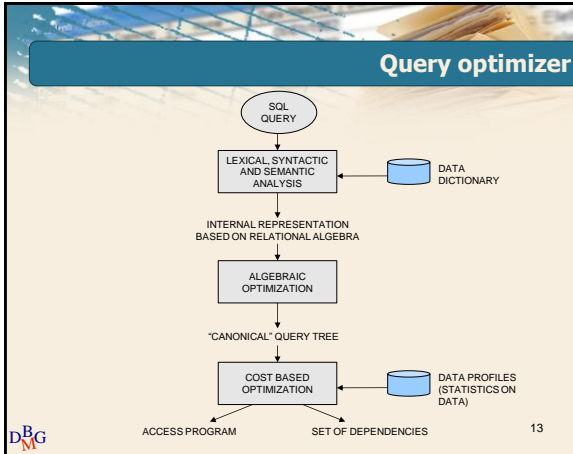 Query optimizer
SQL
QUERY
LEXICAL, SYNTACTIC
AND SEMANTIC
ANALYSIS
DATA
DICTIONARY
INTERNAL REPRESENTATION
BASED ON RELATIONAL ALGEBRA
ALGEBRAIC
OPTIMIZATION
“CANONICAL” QUERY TREE
COST BASED
OPTIMIZATION
DATA PROFILES
(STATISTICS ON
DATA)
ACCESS PROGRAM
SET OF DEPENDENCIES
13
DBMG